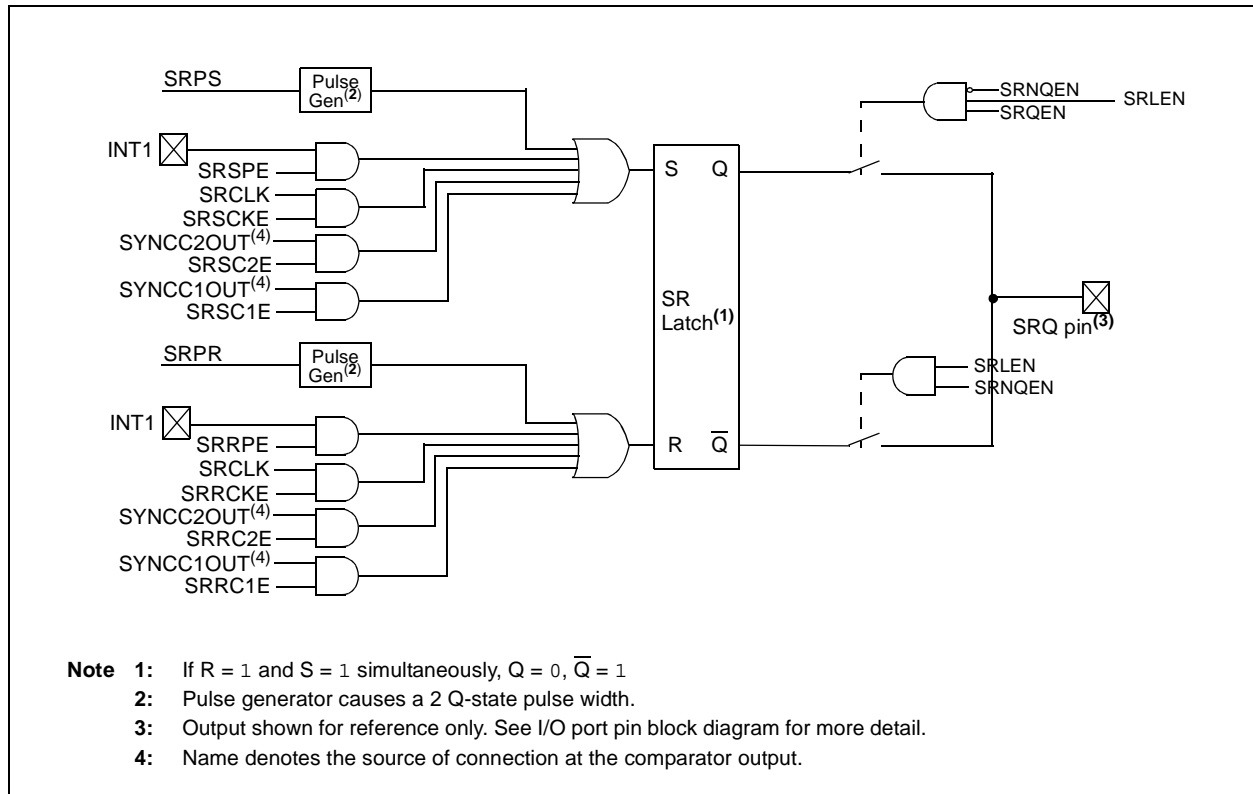 SRPS
Pulse
Gen(2)
SRNQEN
SRLEN
SRQEN
INT1
SRSPE
SRCLK
SRSCKE
SYNCC2OUT(4)
SRSC2E
SYNCC1OUT(4)
SRSC1E
S Q
SR
Latch(1)
SRQ pin(3)
SRPR
Pulse
Gen(2)
SRLEN
SRNQEN
INT1
SRRPE
SRCLK
SRRCKE
SYNCC2OUT(4)
SRRC2E
SYNCC1OUT(4)
SRRC1E
R Q̅
Note 1: If R = 1 and S = 1 simultaneously, Q = 0, Q̅ = 1
2: Pulse generator causes a 2 Q-state pulse width.
3: Output shown for reference only. See I/O port pin block diagram for more detail.
4: Name denotes the source of connection at the comparator output.